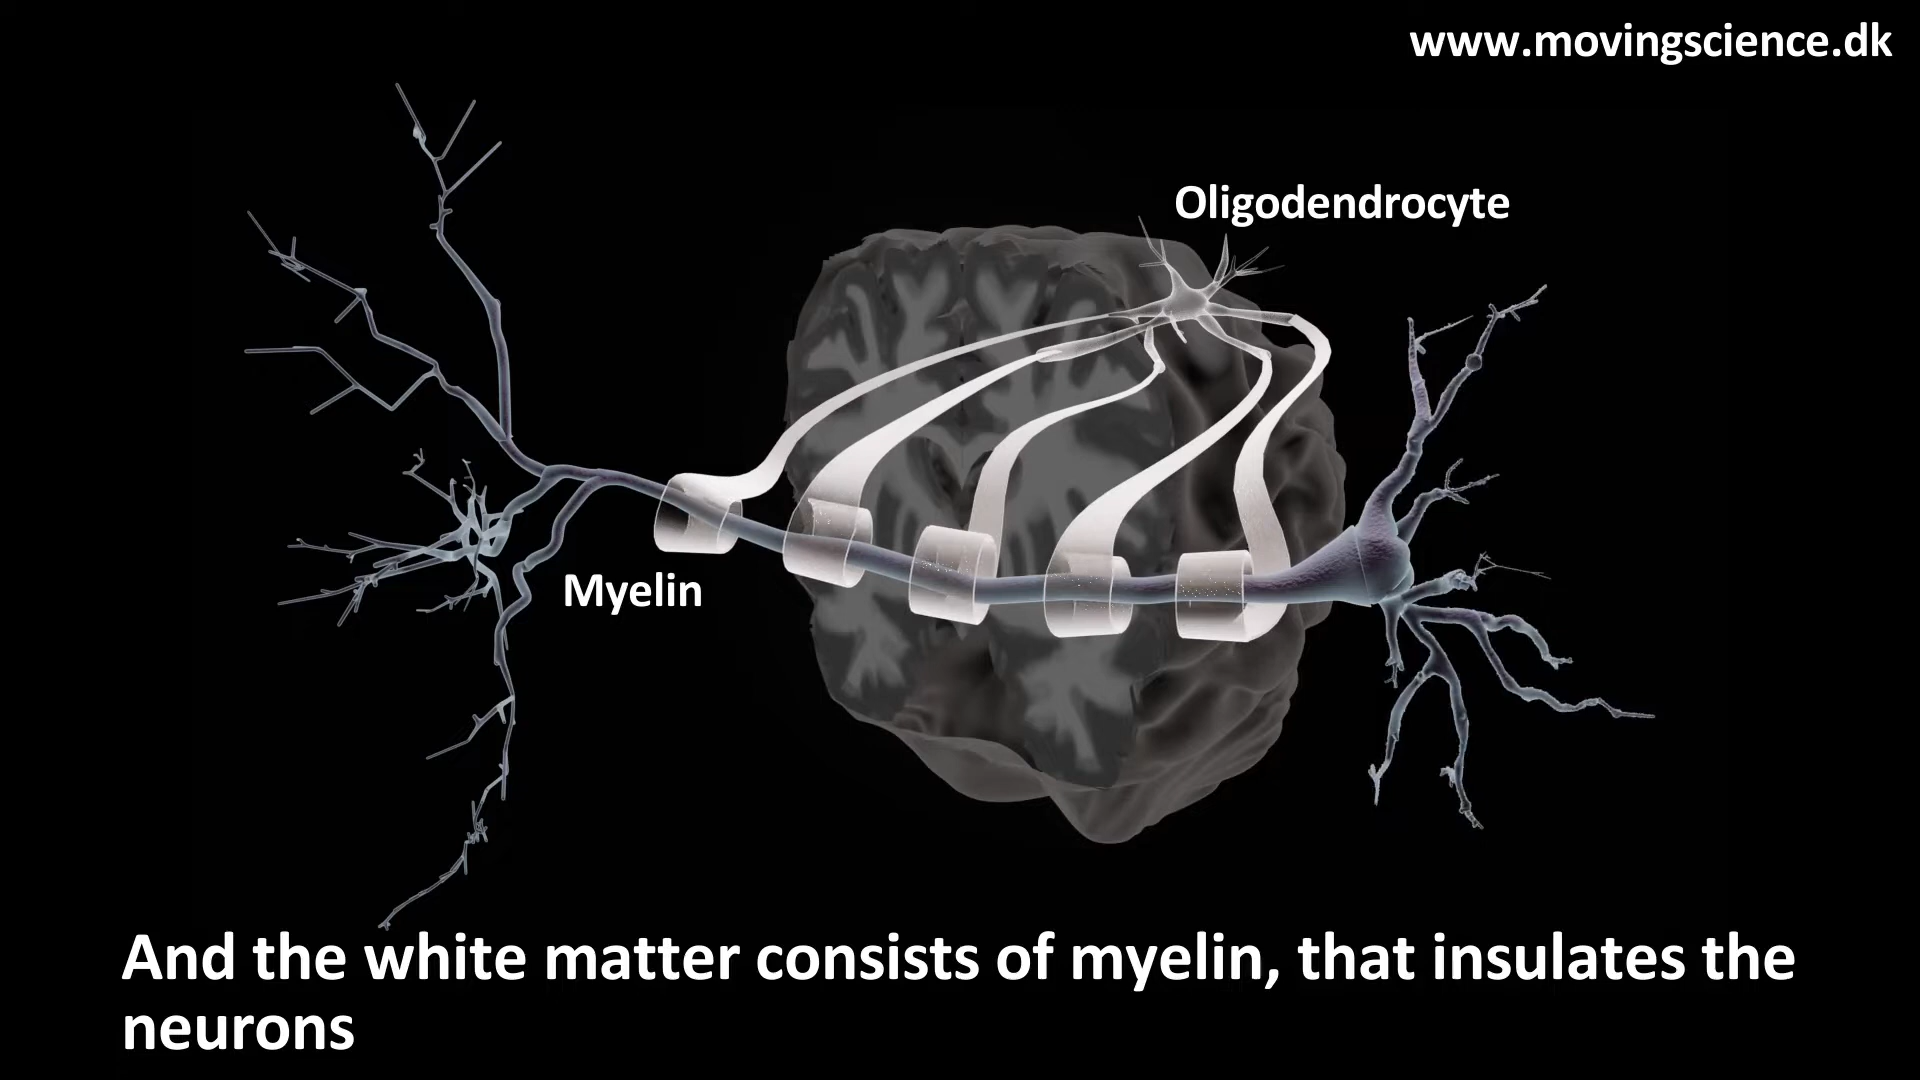 www.movingscience.dk
Oligodendrocyte
Myelin
And the white matter consists of myelin, that insulates the
neurons